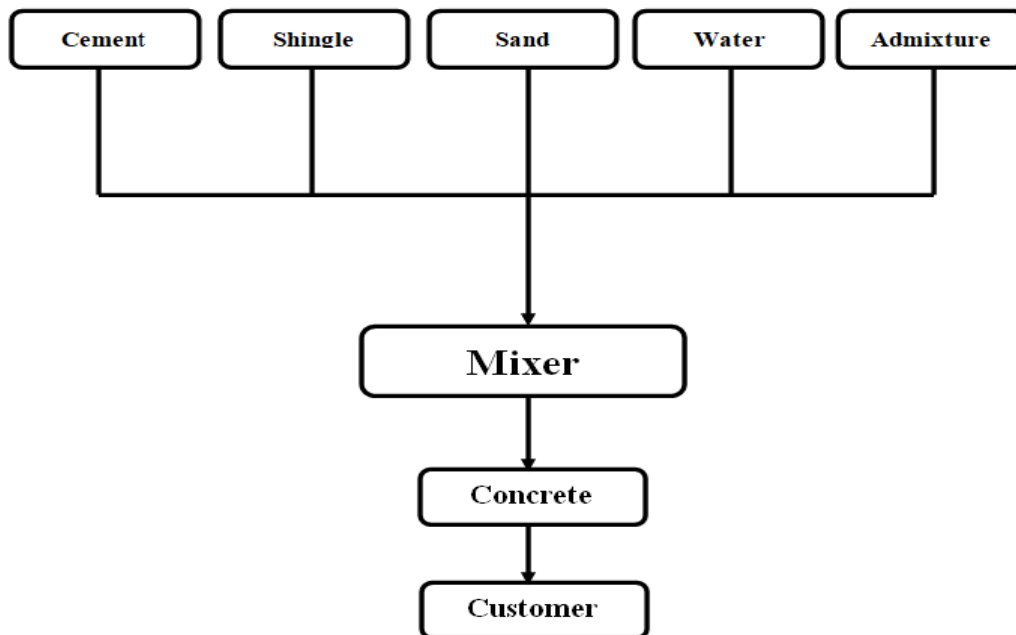 Cement
Shingle
Sand
Water
Admixture
Mixer
Concrete
Customer